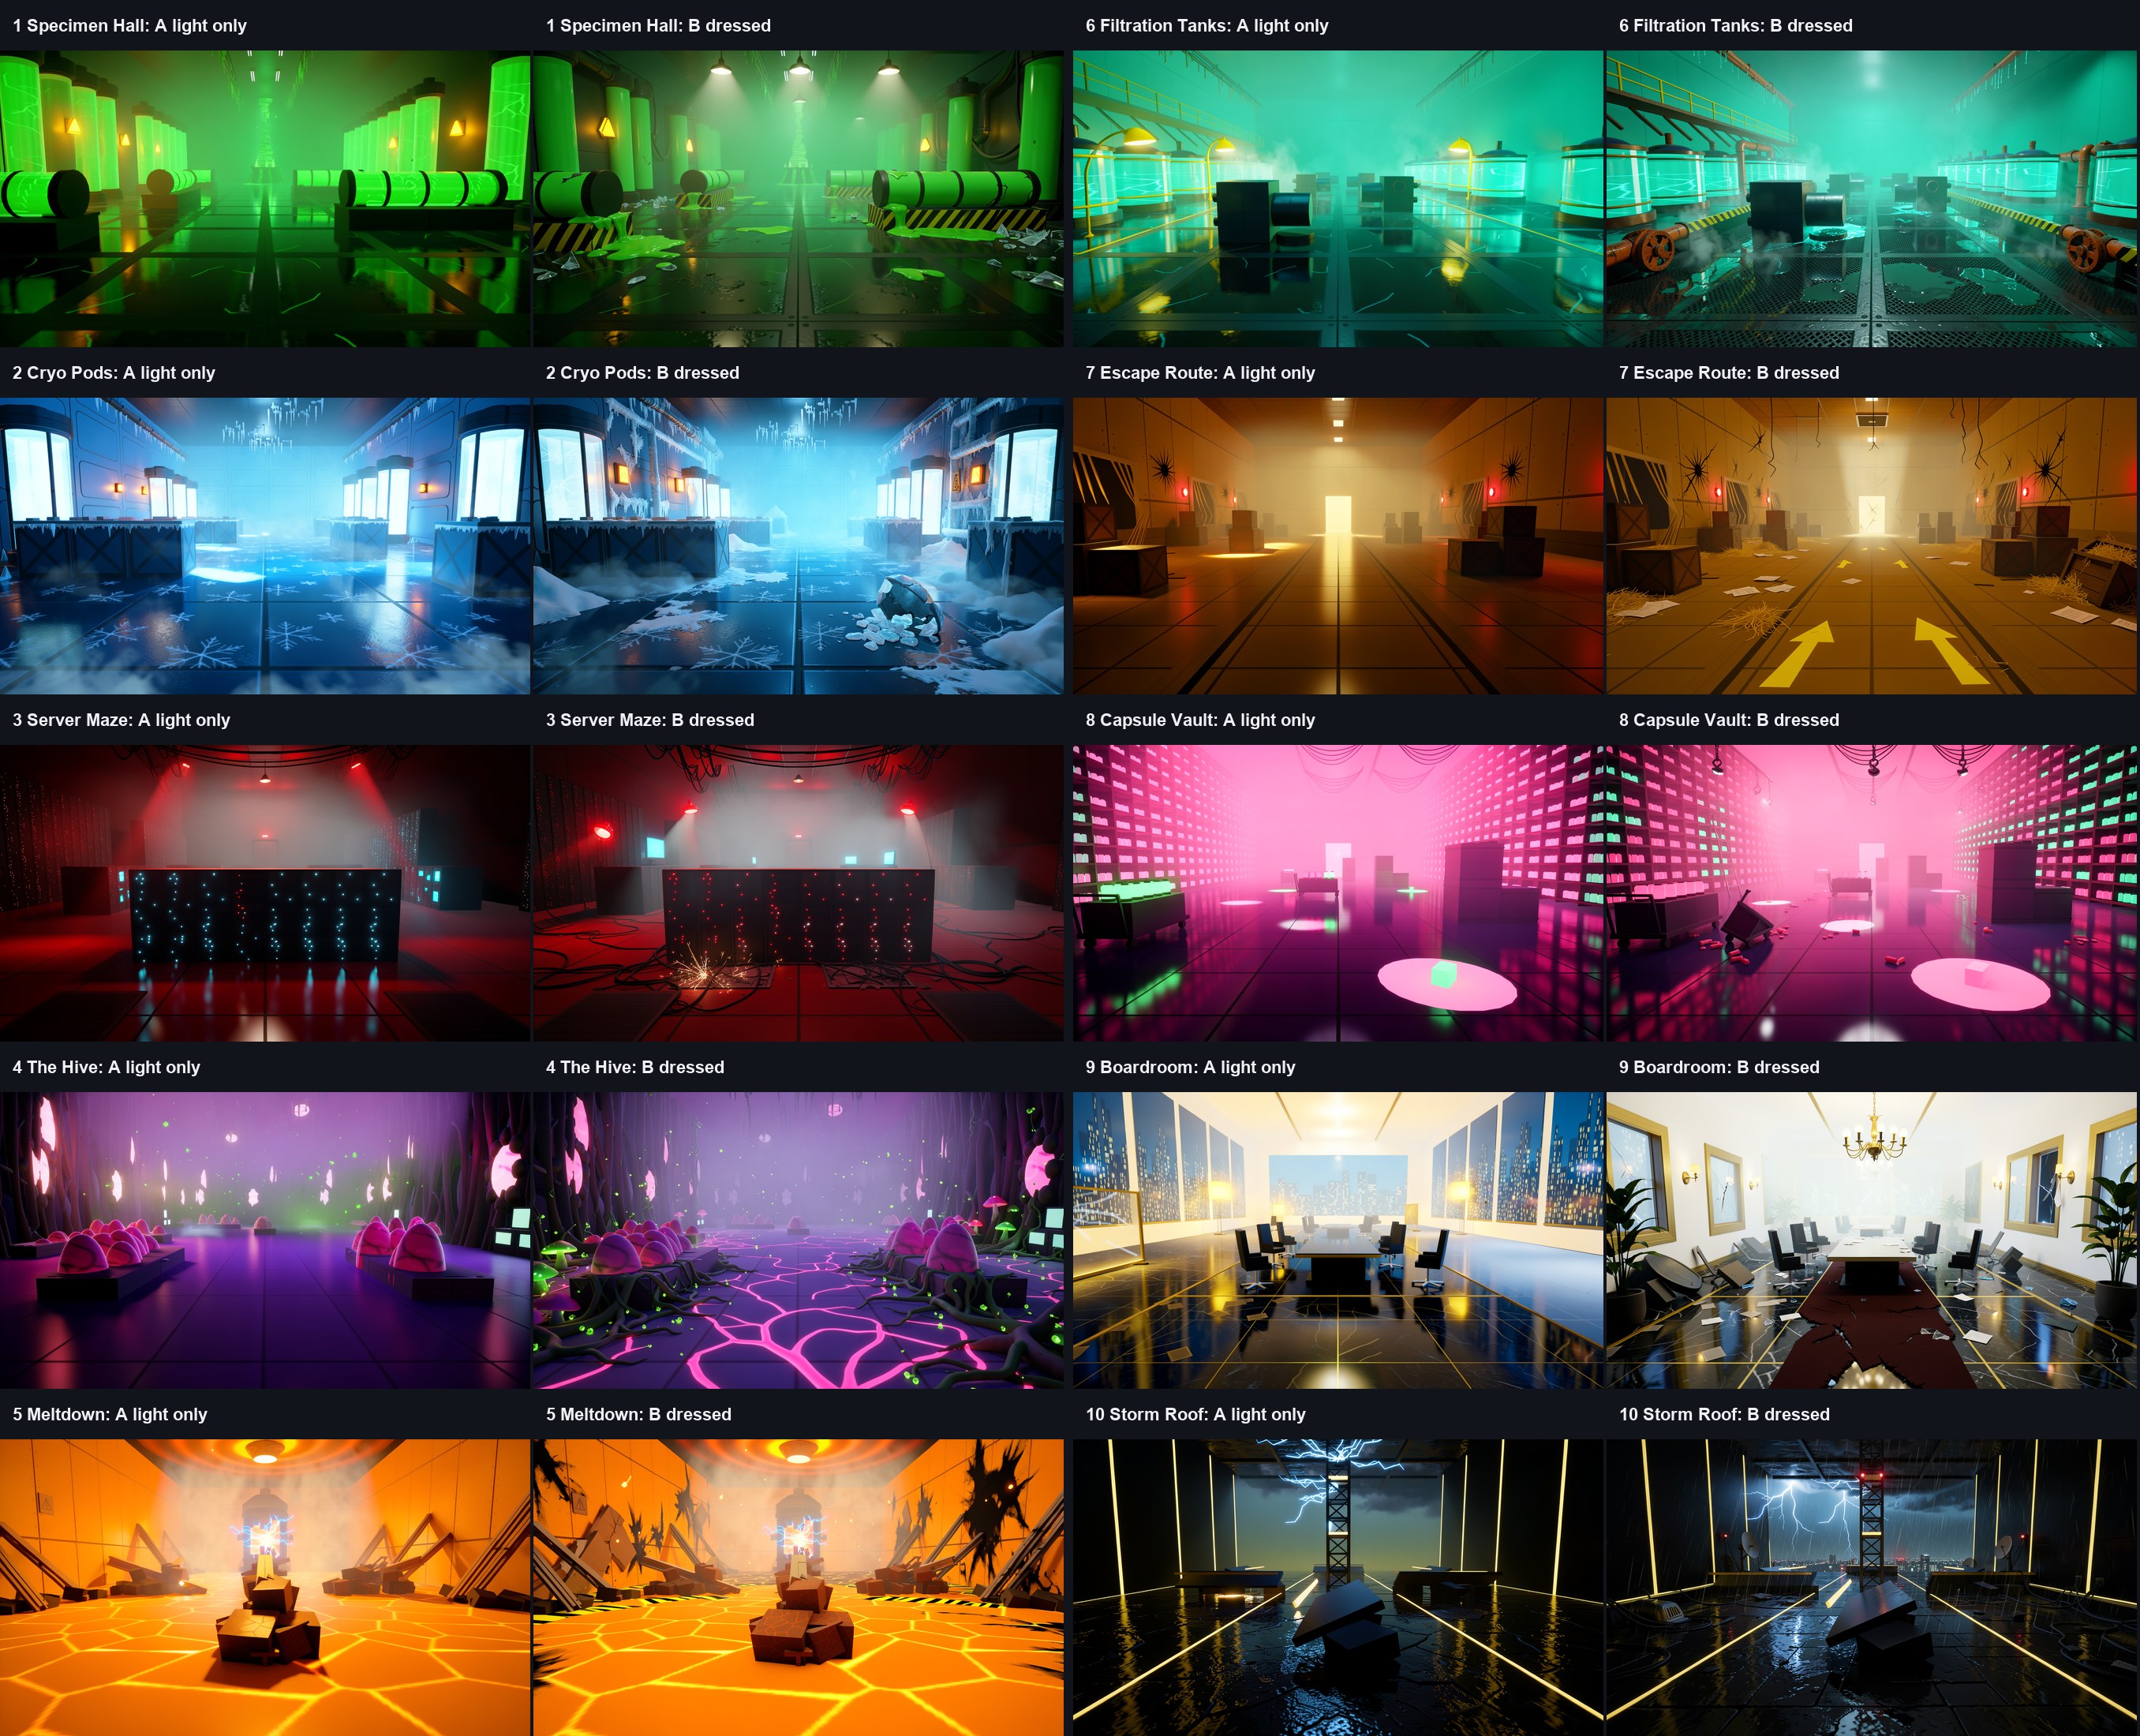 1 Specimen Hall: A light only
1 Specimen Hall: B dressed
6 Filtration Tanks: A light only
6 Filtration Tanks: B dressed
2 Cryo Pods: A light only
2 Cryo Pods: B dressed
7 Escape Route: A light only
7 Escape Route: B dressed
3 Server Maze: A light only
3 Server Maze: B dressed
8 Capsule Vault: A light only
8 Capsule Vault: B dressed
4 The Hive: A light only
4 The Hive: B dressed
9 Boardroom: A light only
9 Boardroom: B dressed
5 Meltdown: A light only
5 Meltdown: B dressed
10 Storm Roof: A light only
10 Storm Roof: B dressed